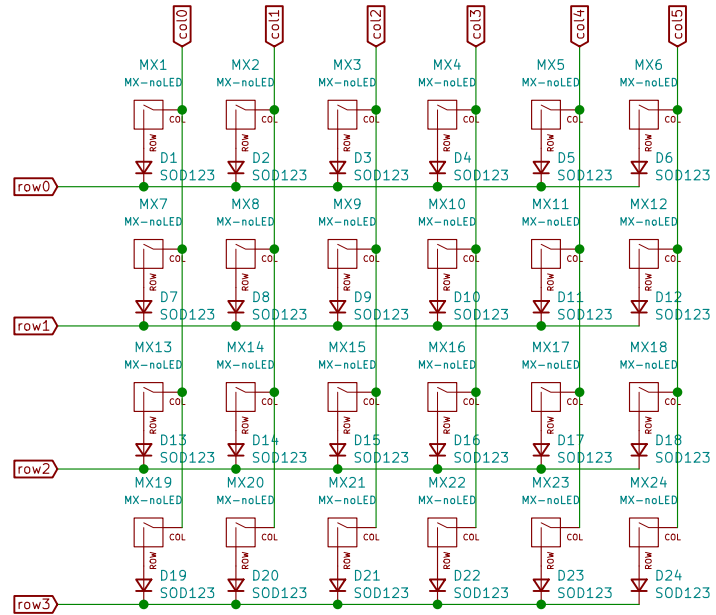 col0 col1 col2 col3 col4 col5
MX1 MX2 MX3 MX4 MX5 MX6
MX-noLED MX-noLED MX-noLED MX-noLED MX-noLED MX-noLED
COL COL COL COL COL COL
ROW ROW ROW ROW ROW ROW
D1 D2 D3 D4 D5 D6
SOD123 SOD123 SOD123 SOD123 SOD123 SOD123
row0
MX7 MX8 MX9 MX10 MX11 MX12
MX-noLED MX-noLED MX-noLED MX-noLED MX-noLED MX-noLED
COL COL COL COL COL COL
ROW ROW ROW ROW ROW ROW
D7 D8 D9 D10 D11 D12
SOD123 SOD123 SOD123 SOD123 SOD123 SOD123
row1
MX13 MX14 MX15 MX16 MX17 MX18
MX-noLED MX-noLED MX-noLED MX-noLED MX-noLED MX-noLED
COL COL COL COL COL COL
ROW ROW ROW ROW ROW ROW
D13 D14 D15 D16 D17 D18
SOD123 SOD123 SOD123 SOD123 SOD123 SOD123
row2
MX19 MX20 MX21 MX22 MX23 MX24
MX-noLED MX-noLED MX-noLED MX-noLED MX-noLED MX-noLED
COL COL COL COL COL COL
ROW ROW ROW ROW ROW ROW
D19 D20 D21 D22 D23 D24
SOD123 SOD123 SOD123 SOD123 SOD123 SOD123
row3